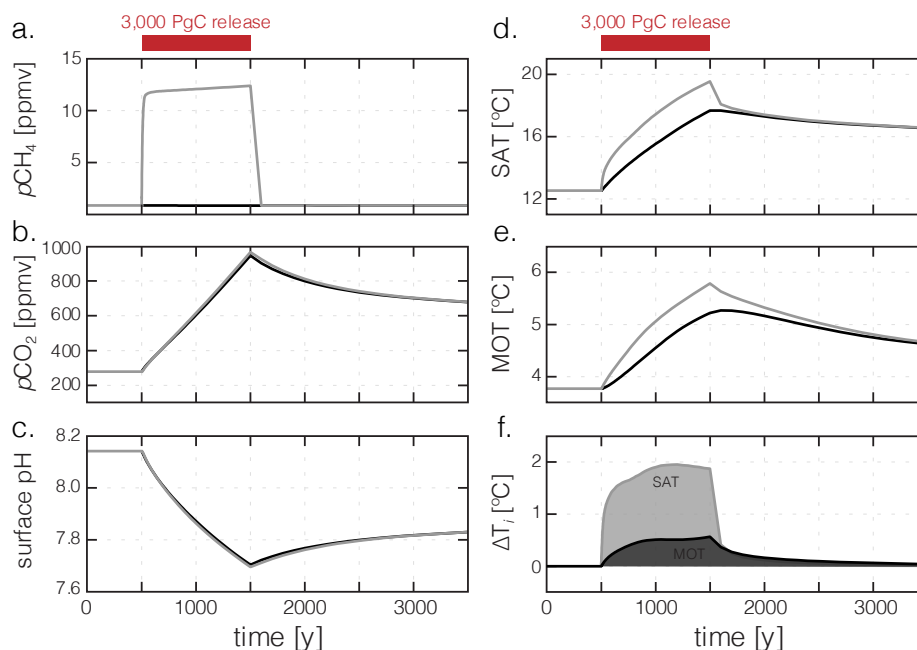 3,000 PgC release
a.
15
10
5
pCH₄ [ppmv]
b.
1000
800
600
400
200
pCO₂ [ppmv]
c.
8.2
8.0
7.8
7.6
surface pH
0
1000
2000
3000
time [y]
3,000 PgC release
d.
20
16
12
SAT [°C]
e.
6
5
4
MOT [°C]
f.
2
1
0
ΔTᵢ [°C]
SAT
MOT
0
1000
2000
3000
time [y]